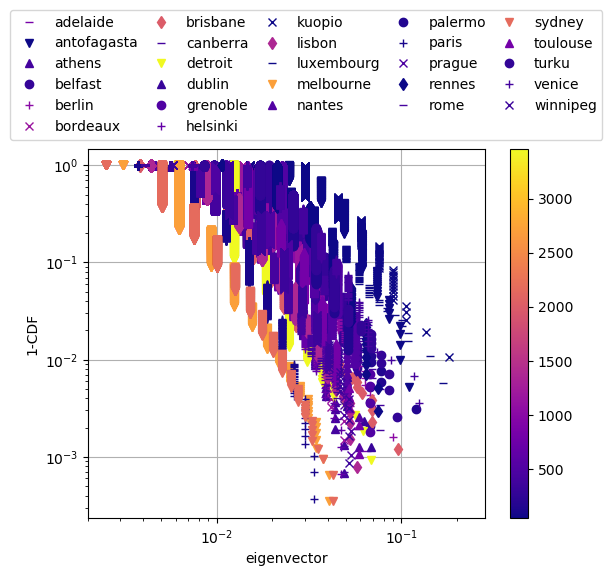 adelaide brisbane kuopio palermo sydney
antofagasta canberra lisbon paris toulouse
athens detroit luxembourg prague turku
belfast dublin melbourne rennes venice
berlin grenoble nantes rome winnipeg
bordeaux helsinki
10⁰
10⁻¹
10⁻²
10⁻³
1-CDF
10⁻² 10⁻¹
eigenvector
3000
2500
2000
1500
1000
500